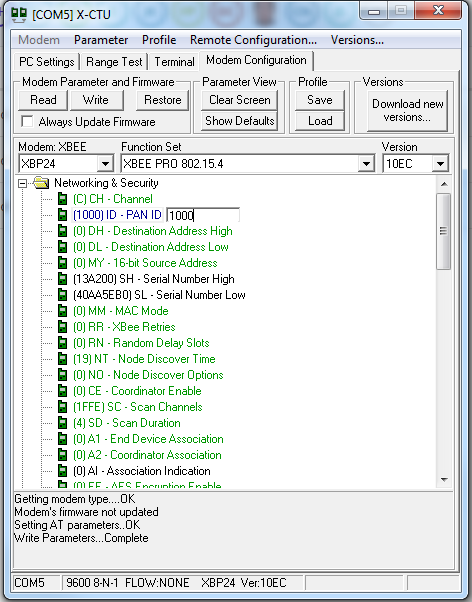 [COM5] X-CTU
Modem Parameter Profile Remote Configuration... Versions...
PC Settings Range Test Terminal Modem Configuration
Modem Parameter and Firmware Parameter View Profile Versions
Read Write Restore Clear Screen Save Download new versions...
Always Update Firmware Show Defaults Load
Modem: XBEE Function Set Version
XBP24 XBEE PRO 802.15.4 10EC
Networking & Security
(C) CH - Channel
(1000) ID - PAN ID 1000
(0) DH - Destination Address High
(0) DL - Destination Address Low
(0) MY - 16-bit Source Address
(13A200) SH - Serial Number High
(40AA5EB0) SL - Serial Number Low
(0) MM - MAC Mode
(0) RR - XBee Retries
(0) RN - Random Delay Slots
(19) NT - Node Discover Time
(0) NO - Node Discover Options
(0) CE - Coordinator Enable
(1FFE) SC - Scan Channels
(4) SD - Scan Duration
(0) A1 - End Device Association
(0) A2 - Coordinator Association
(0) AI - Association Indication
(0) EE - AES Encryption Enable
Getting modem type....OK
Modem's firmware not updated
Setting AT parameters..OK
Write Parameters...Complete
COM5 9600 8-N-1 FLOW:NONE XBP24 Ver:10EC